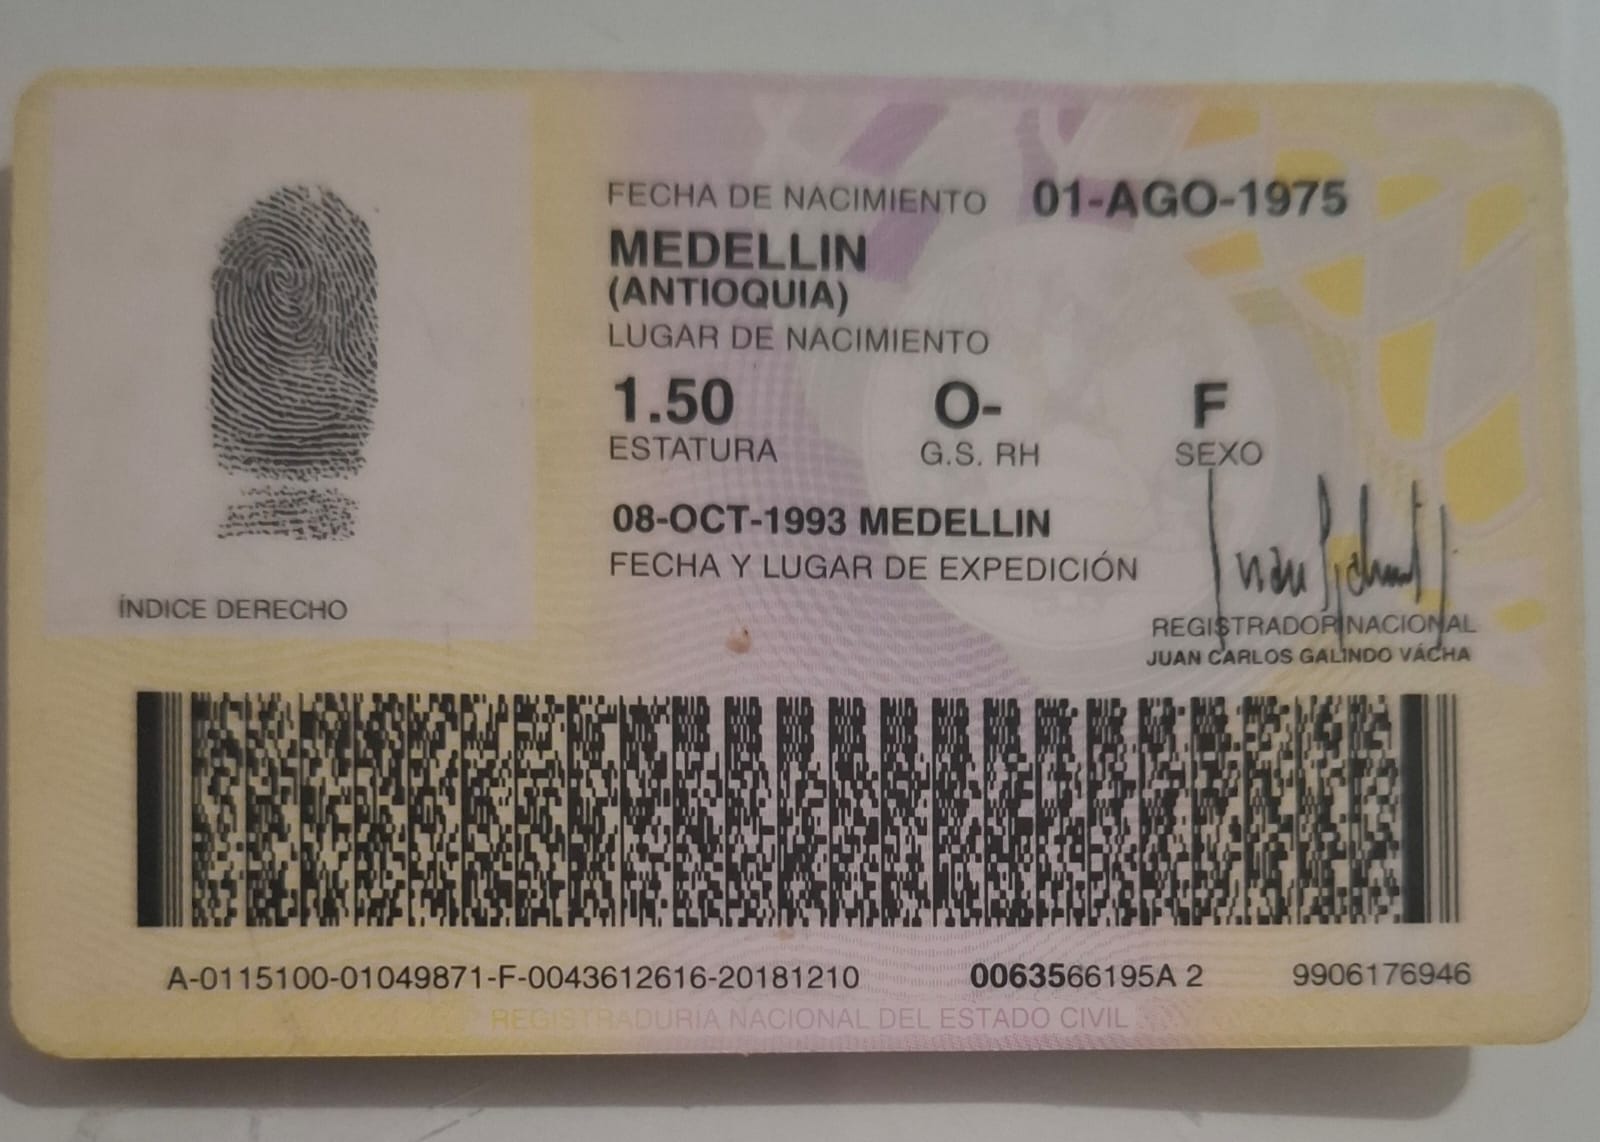 FECHA DE NACIMIENTO 01-AGO-1975
MEDELLIN
(ANTIOQUIA)
LUGAR DE NACIMIENTO
1.50 O- F
ESTATURA G.S. RH SEXO
08-OCT-1993 MEDELLIN
FECHA Y LUGAR DE EXPEDICIÓN
ÍNDICE DERECHO
REGISTRADOR NACIONAL
JUAN CARLOS GALINDO VÁCHA
A-0115100-01049871-F-0043612616-20181210 0063566195A 2 9906176946
REGISTRADURIA NACIONAL DEL ESTADO CIVIL